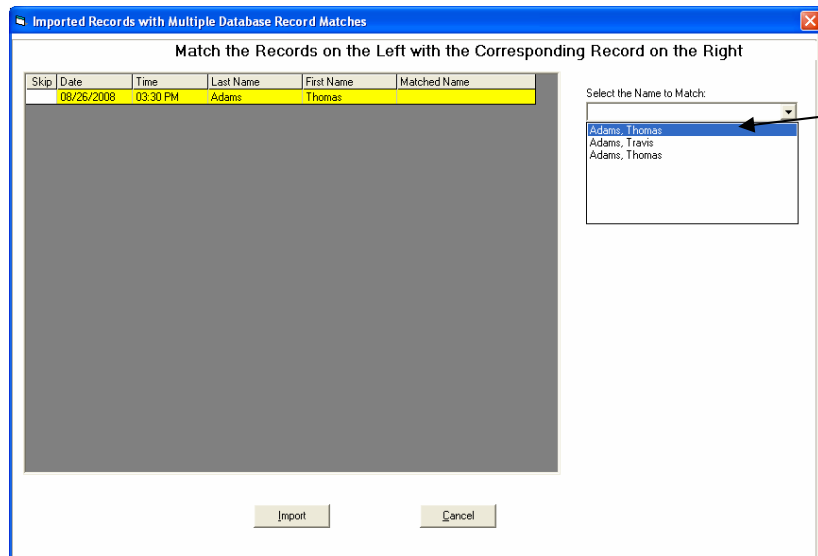 Imported Records with Multiple Database Record Matches
Match the Records on the Left with the Corresponding Record on the Right
Skip Date Time Last Name First Name Matched Name
08/26/2008 03:30 PM Adams Thomas
Select the Name to Match:
Adams, Thomas
Adams, Travis
Adams, Thomas
Import Cancel